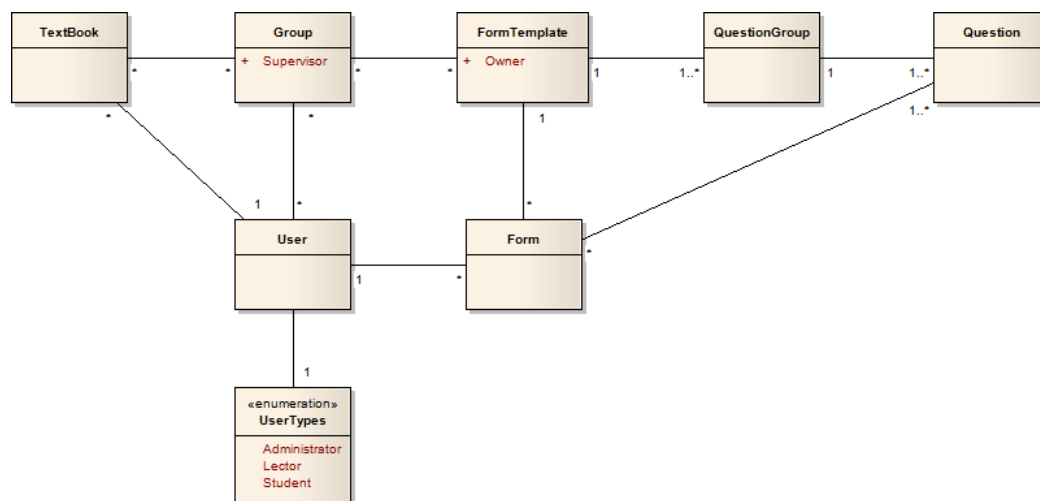 TextBook
Group
+ Supervisor
FormTemplate
+ Owner
QuestionGroup
Question
* * * * 1 1..* 1 1..*
* * 1 1..*
1 * * *
User
Form
1 *
1
«enumeration»
UserTypes
Administrator
Lector
Student